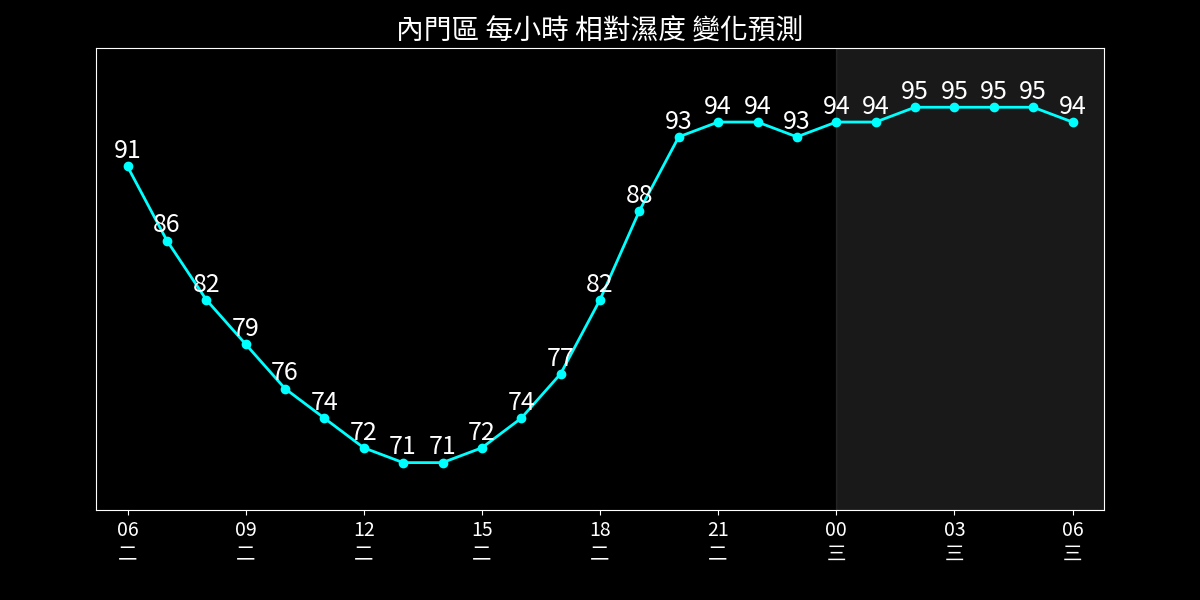 內門區 每小時 相對濕度 變化預測
91 86 82 79 76 74 72 71 71 72 74 77 82 88 93 94 94 93 94 94 95 95 95 95 94
06 09 12 15 18 21 00 03 06
二 二 二 二 二 二 三 三 三